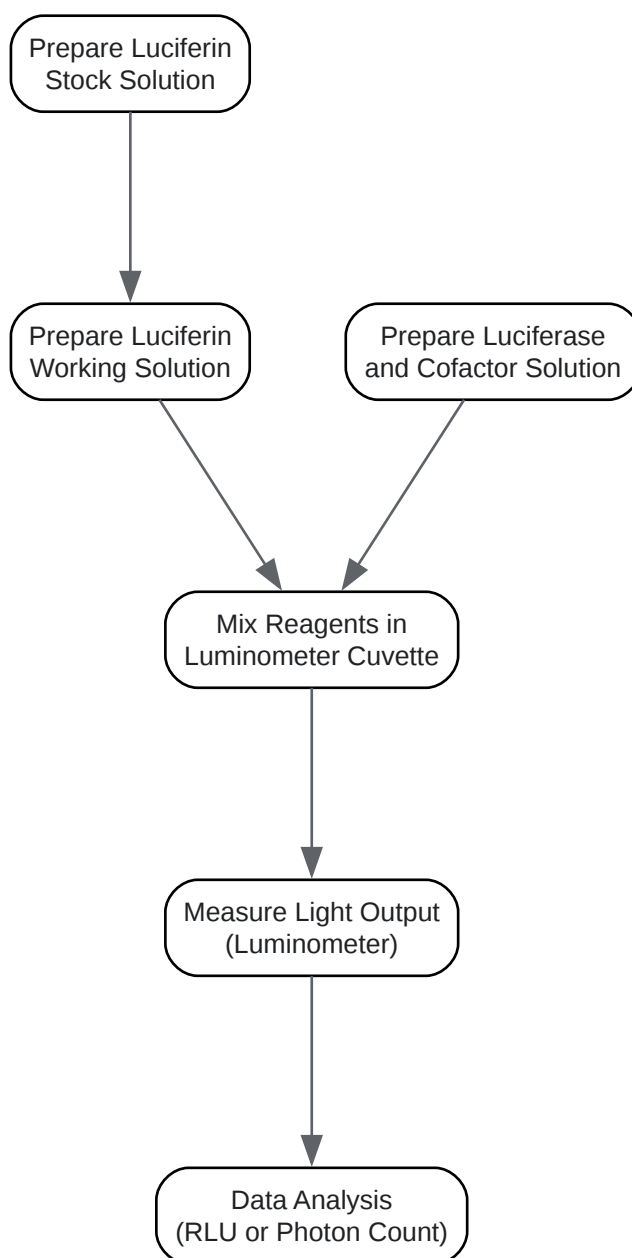 Prepare Luciferin
Stock Solution
Prepare Luciferin
Working Solution
Prepare Luciferase
and Cofactor Solution
Mix Reagents in
Luminometer Cuvette
Measure Light Output
(Luminometer)
Data Analysis
(RLU or Photon Count)